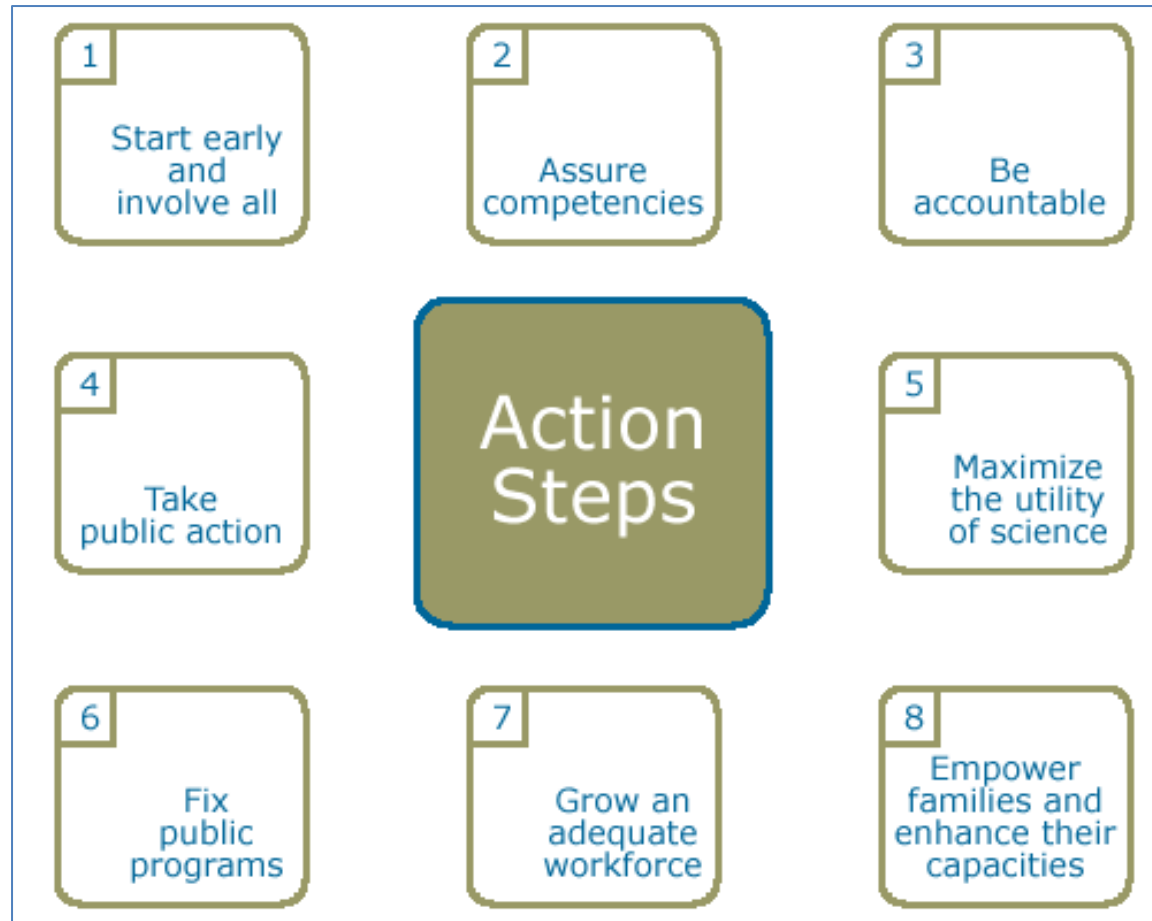 1
Start early
and
involve all
2
Assure
competencies
3
Be
accountable
4
Take
public action
Action
Steps
5
Maximize
the utility
of science
6
Fix
public
programs
7
Grow an
adequate
workforce
8
Empower
families and
enhance their
capacities